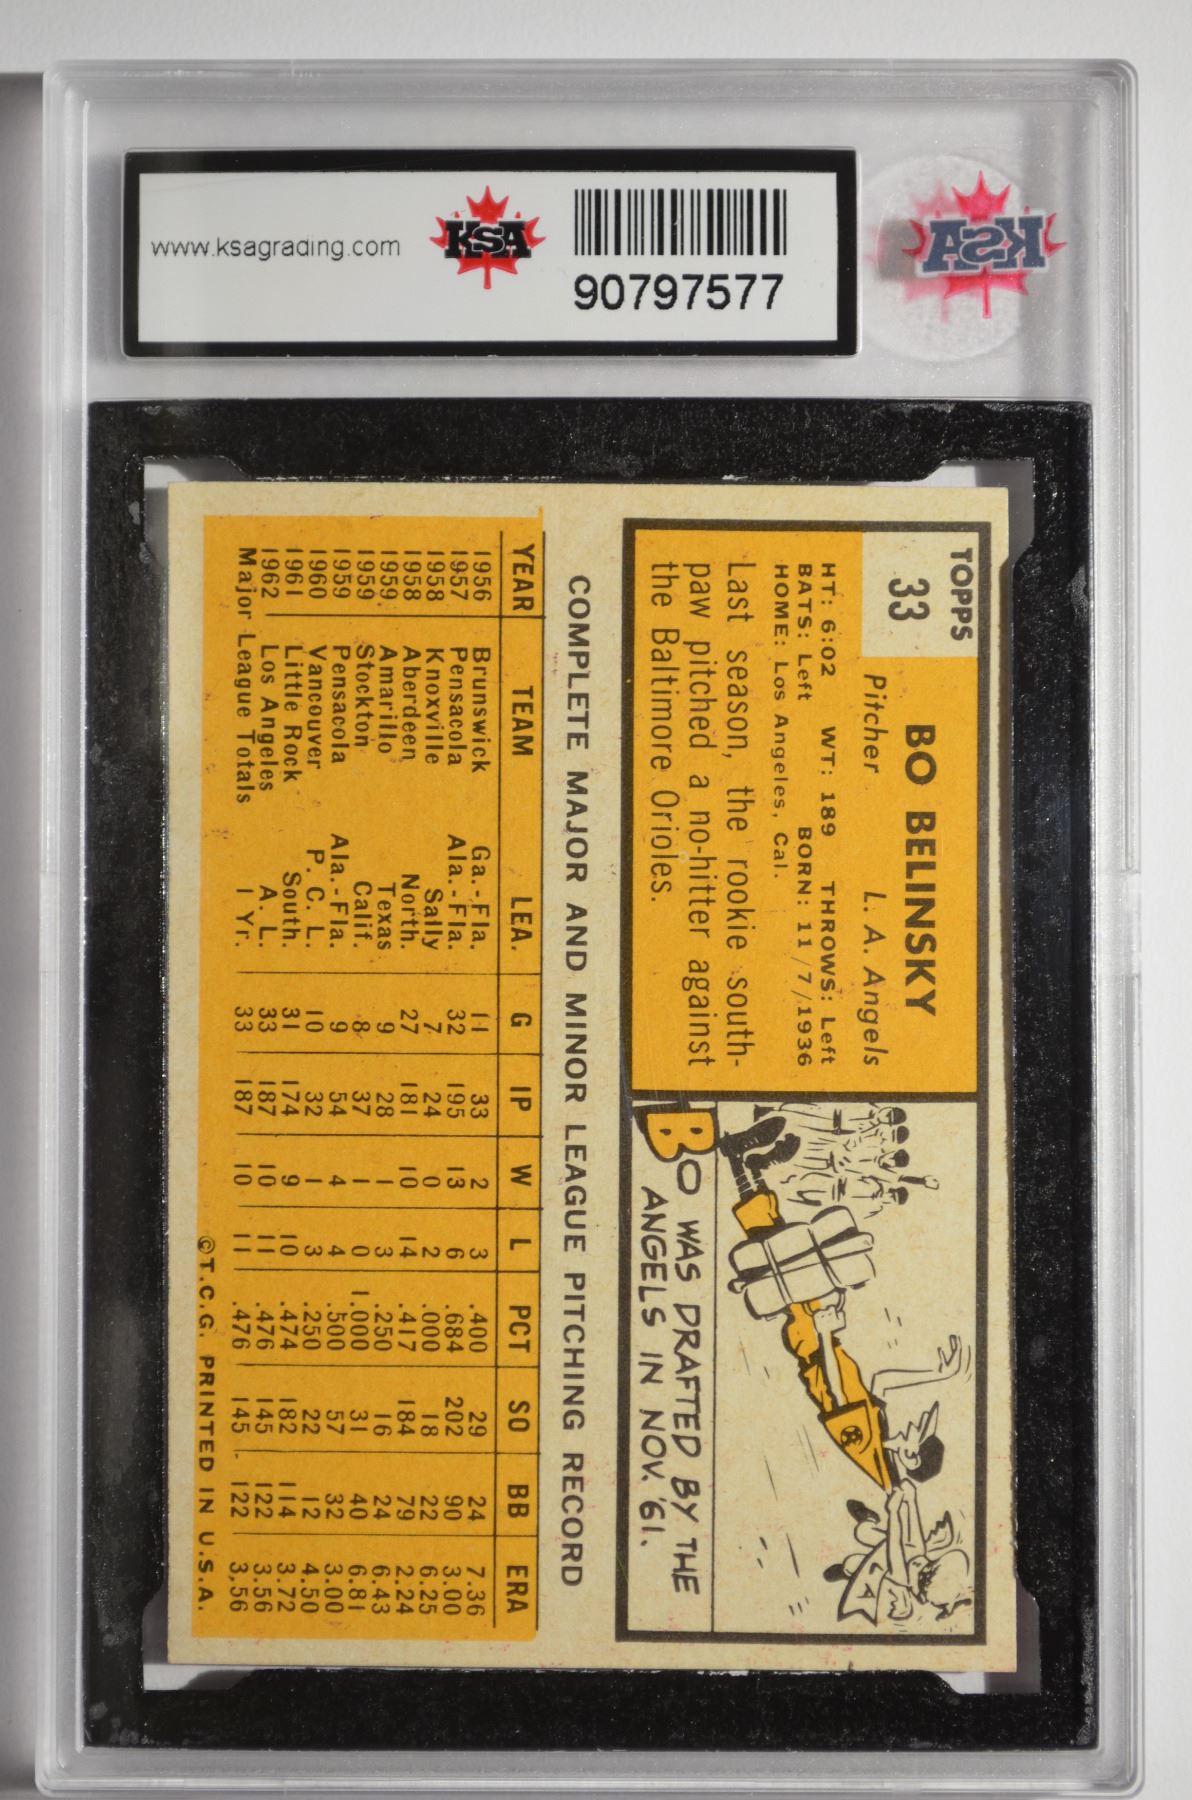 www.ksagrading.com
KSA
90797577
KSA
TOPPS
33
BO BELINSKY
Pitcher L. A. Angels
HT: 6:02 WT: 189 THROWS: Left
BATS: Left BORN: 11/7/1936
HOME: Los Angeles, Cal.
Last season, the rookie south-
paw pitched a no-hitter against
the Baltimore Orioles.
BO WAS DRAFTED BY THE
ANGELS IN NOV. '61.
COMPLETE MAJOR AND MINOR LEAGUE PITCHING RECORD
YEAR TEAM LEA. G IP W L PCT SO BB ERA
1956 Brunswick Ga.-Fla. 11 33 2 3 .400 29 24 7.36
1957 Pensacola Ala.-Fla. 32 195 13 6 .684 202 90 3.00
1958 Knoxville Sally 7 24 0 2 .000 18 22 6.25
1958 Aberdeen North. 27 181 10 14 .417 184 79 2.24
1959 Amarillo Texas 9 28 1 3 .250 16 24 6.43
1959 Stockton Calif. 8 37 1 0 1.000 31 40 6.81
1959 Pensacola Ala.-Fla. 9 54 4 4 .500 57 32 3.00
1960 Vancouver P. C. L. 10 32 1 3 .250 22 12 4.50
1961 Little Rock South. 31 174 9 10 .474 182 114 3.72
1962 Los Angeles A. L. 33 187 10 11 .476 145 122 3.56
Major League Totals 1 Yr. 33 187 10 11 .476 145 122 3.56
©T.C.G. PRINTED IN U.S.A.